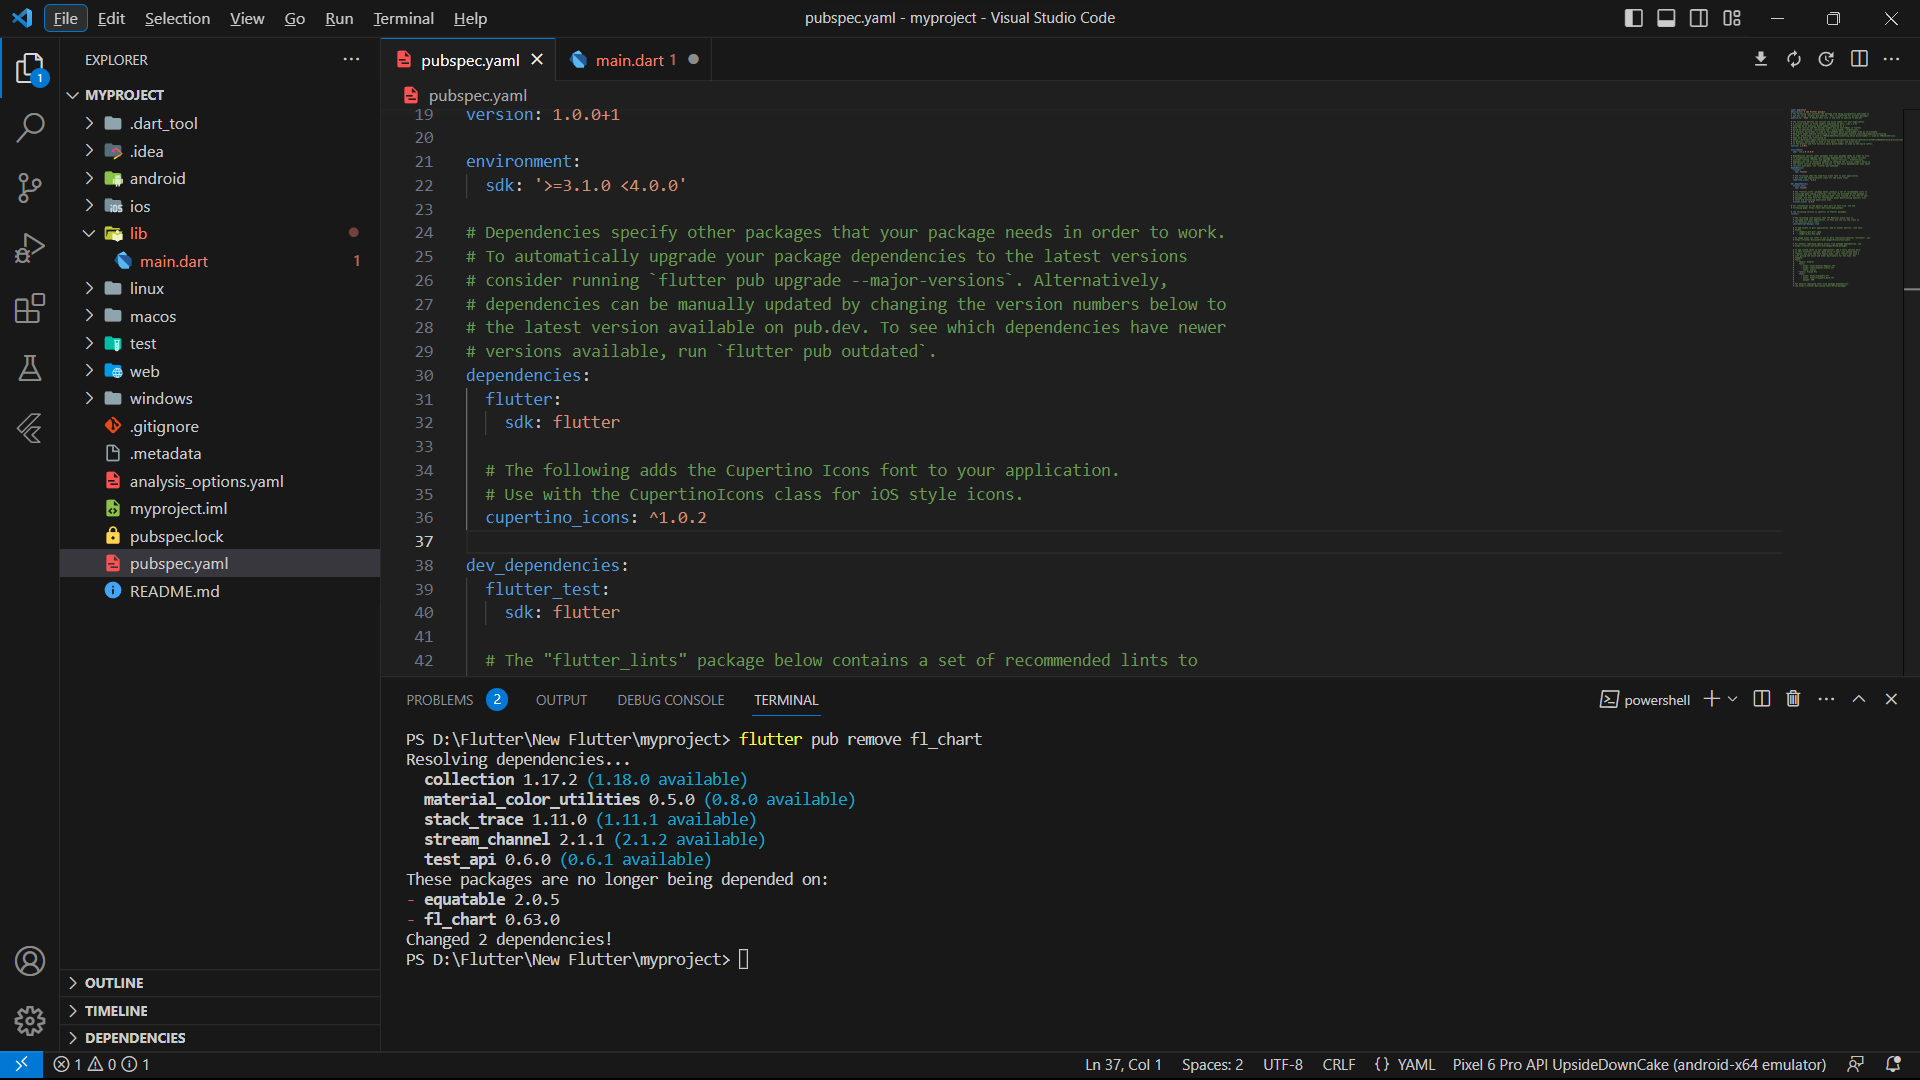 File Edit Selection View Go Run Terminal Help
pubspec.yaml - myproject - Visual Studio Code
EXPLORER
1
MYPROJECT
.dart_tool
.idea
android
ios
lib
main.dart 1
linux
macos
test
web
windows
.gitignore
.metadata
analysis_options.yaml
myproject.iml
pubspec.lock
pubspec.yaml
README.md
OUTLINE
TIMELINE
DEPENDENCIES
pubspec.yaml
main.dart 1
pubspec.yaml
19 version: 1.0.0+1
20
21 environment:
22 sdk: '>=3.1.0 <4.0.0'
23
24 # Dependencies specify other packages that your package needs in order to work.
25 # To automatically upgrade your package dependencies to the latest versions
26 # consider running `flutter pub upgrade --major-versions`. Alternatively,
27 # dependencies can be manually updated by changing the version numbers below to
28 # the latest version available on pub.dev. To see which dependencies have newer
29 # versions available, run `flutter pub outdated`.
30 dependencies:
31 flutter:
32 sdk: flutter
33
34 # The following adds the Cupertino Icons font to your application.
35 # Use with the CupertinoIcons class for iOS style icons.
36 cupertino_icons: ^1.0.2
37
38 dev_dependencies:
39 flutter_test:
40 sdk: flutter
41
42 # The "flutter_lints" package below contains a set of recommended lints to
PROBLEMS 2 OUTPUT DEBUG CONSOLE TERMINAL
powershell
PS D:\Flutter\New Flutter\myproject> flutter pub remove fl_chart
Resolving dependencies...
collection 1.17.2 (1.18.0 available)
material_color_utilities 0.5.0 (0.8.0 available)
stack_trace 1.11.0 (1.11.1 available)
stream_channel 2.1.1 (2.1.2 available)
test_api 0.6.0 (0.6.1 available)
These packages are no longer being depended on:
- equatable 2.0.5
- fl_chart 0.63.0
Changed 2 dependencies!
PS D:\Flutter\New Flutter\myproject>
1 0 1
Ln 37, Col 1 Spaces: 2 UTF-8 CRLF {} YAML Pixel 6 Pro API UpsideDownCake (android-x64 emulator)